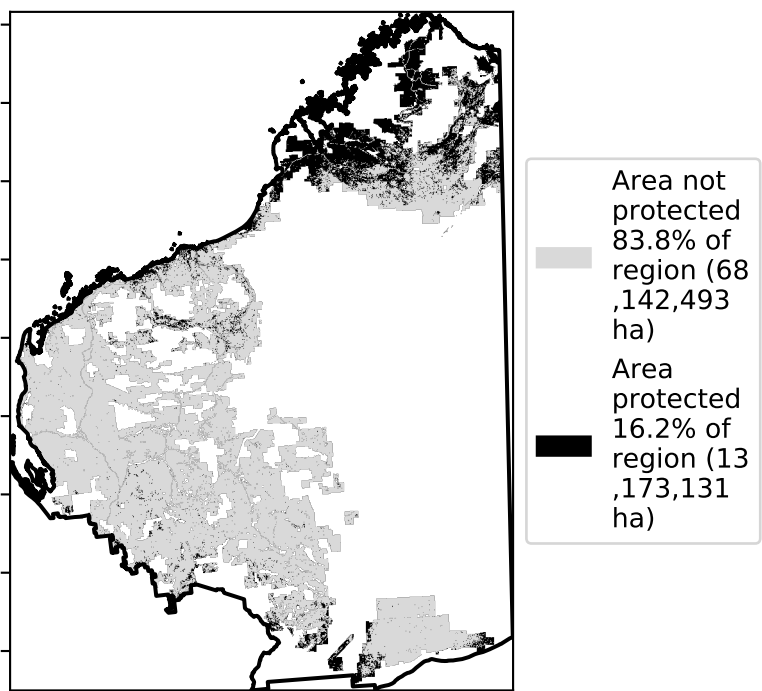 Area not
protected
83.8% of
region (68
,142,493
ha)
Area
protected
16.2% of
region (13
,173,131
ha)